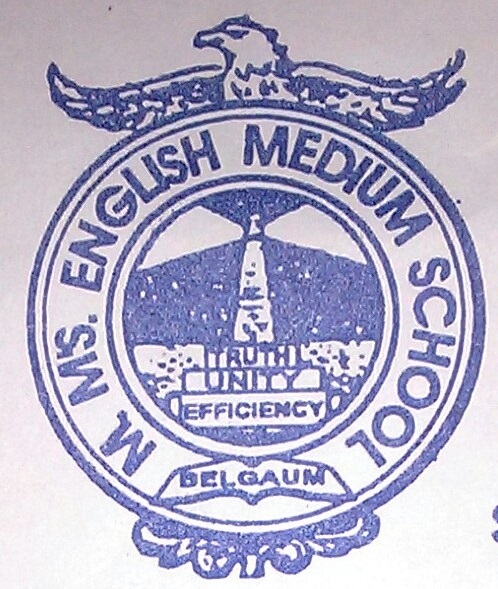 M. MS. ENGLISH MEDIUM SCHOOL
TRUTH
UNITY
EFFICIENCY
BELGAUM